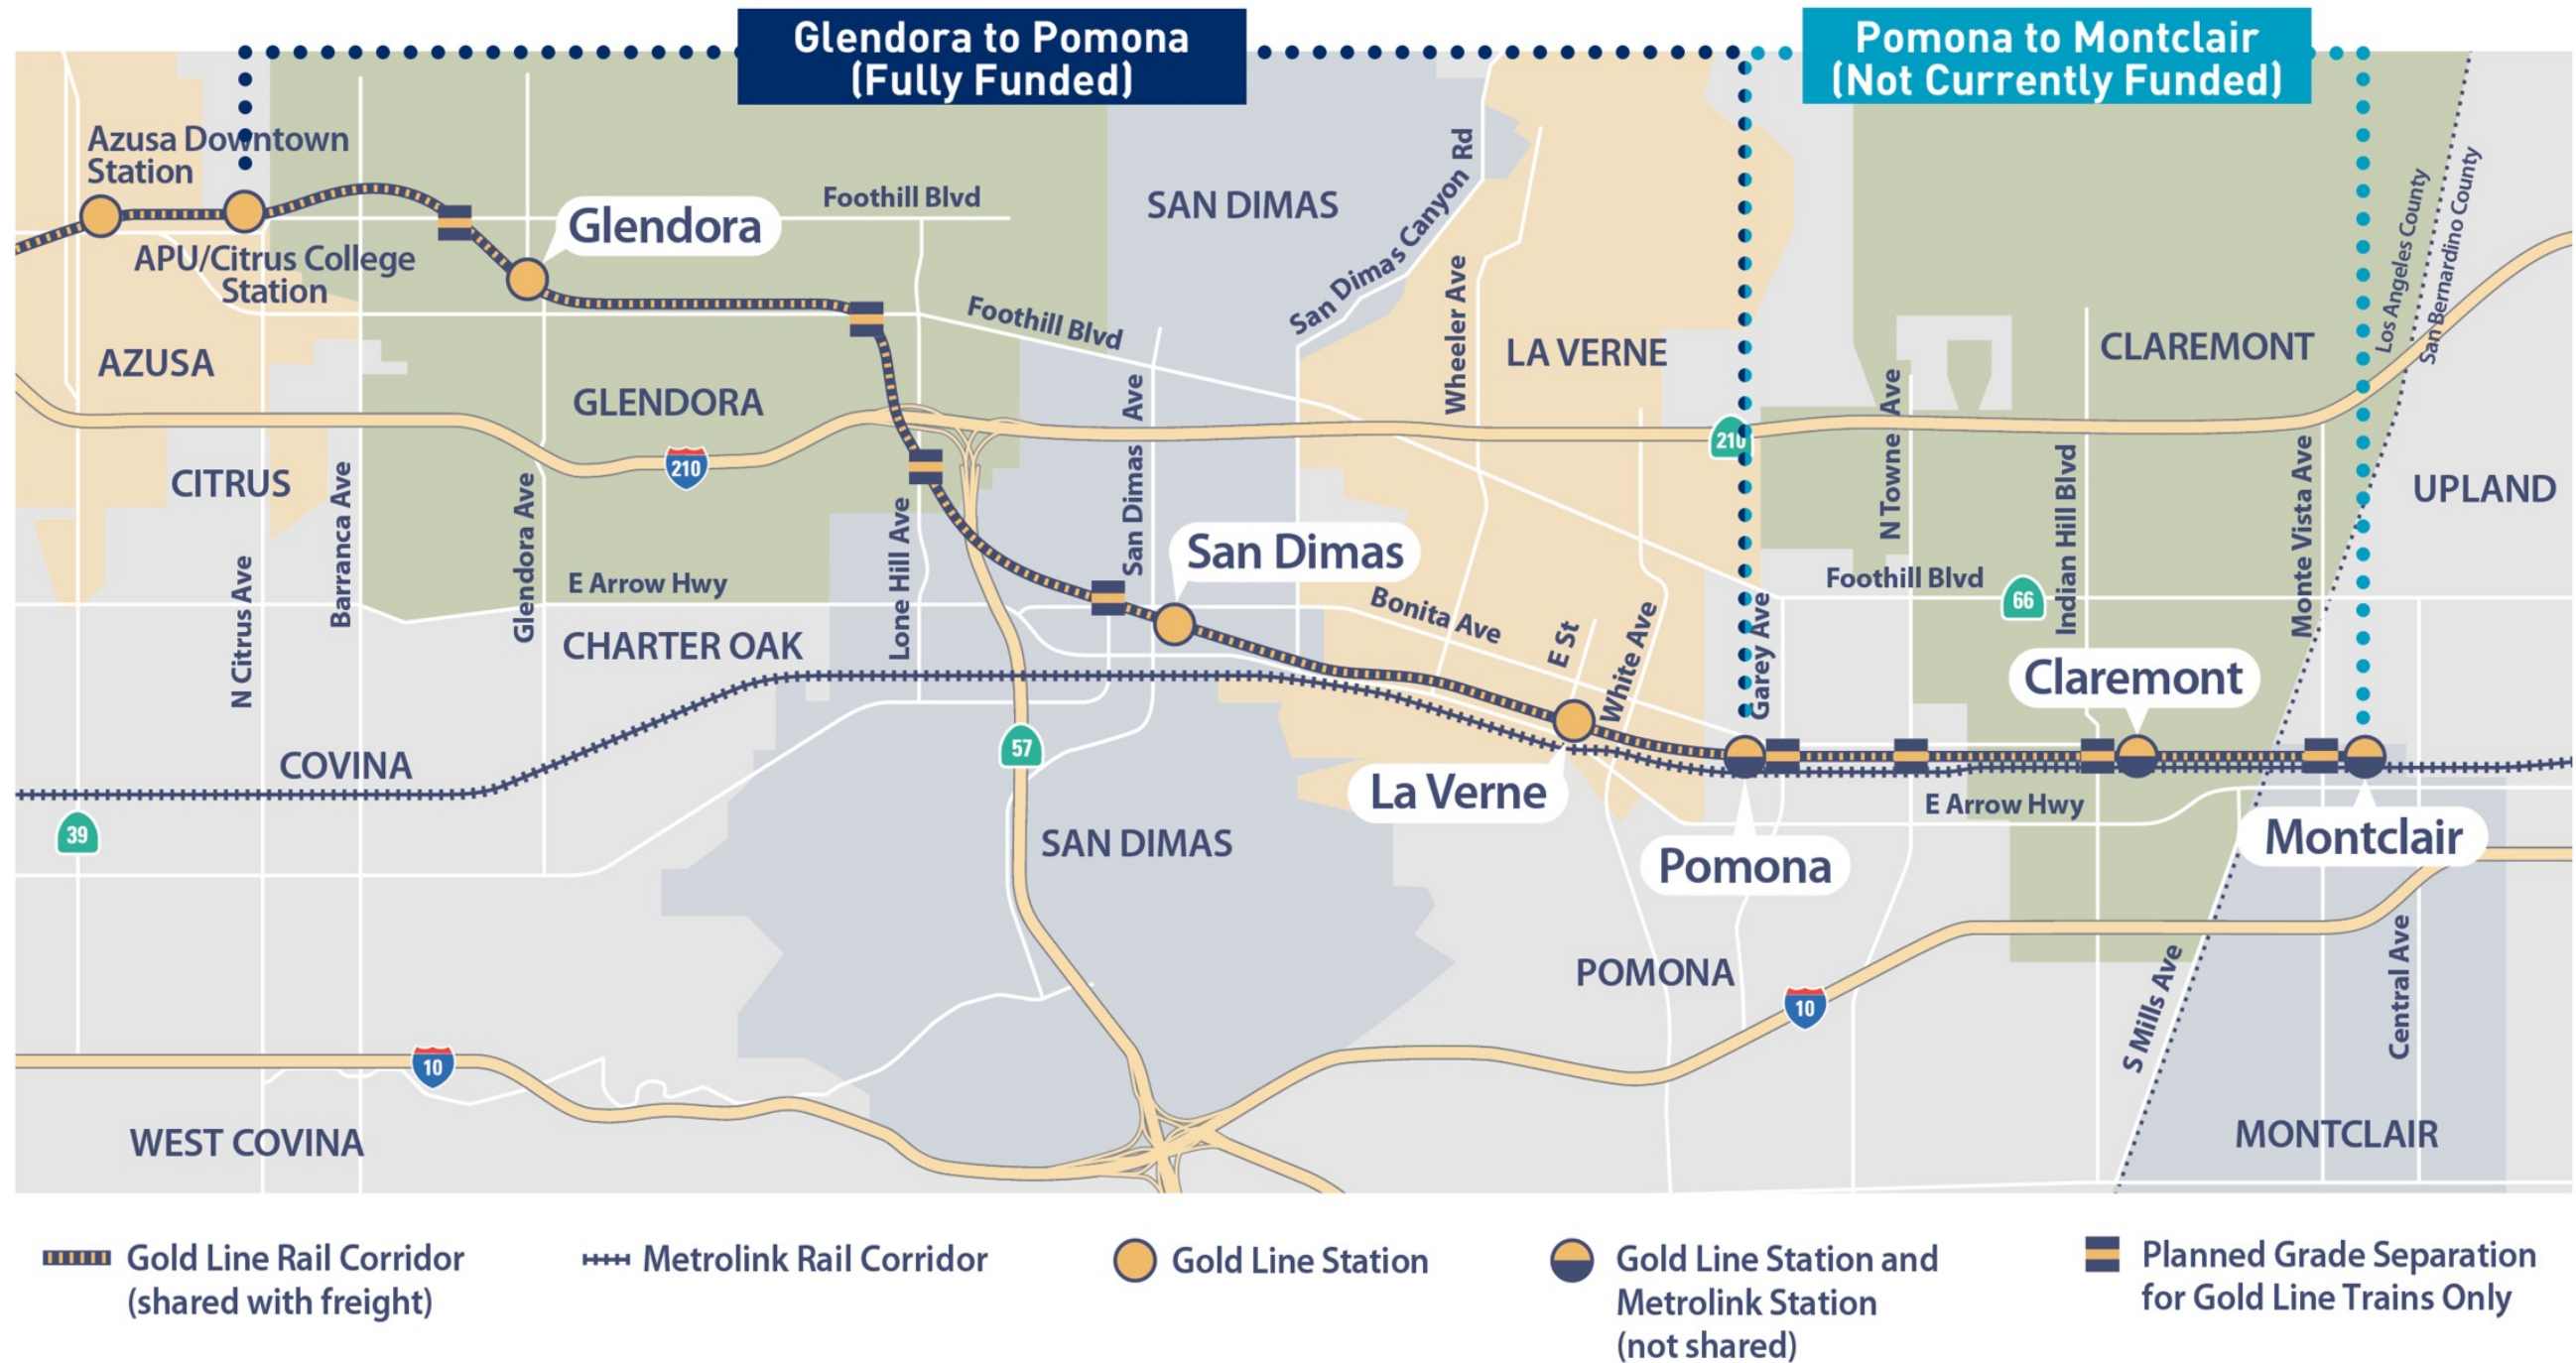 Glendora to Pomona
(Fully Funded)
Pomona to Montclair
(Not Currently Funded)
Azusa Downtown
Station
APU/Citrus College
Station
Glendora
Foothill Blvd
SAN DIMAS
San Dimas Canyon Rd
Wheeler Ave
Foothill Blvd
LA VERNE
CLAREMONT
Los Angeles County
San Bernardino County
AZUSA
GLENDORA
San Dimas Ave
N Towne Ave
210
210
CITRUS
Barranca Ave
Glendora Ave
Lone Hill Ave
Indian Hill Blvd
Monte Vista Ave
UPLAND
San Dimas
E Arrow Hwy
Bonita Ave
E St
White Ave
Garey Ave
Foothill Blvd
66
N Citrus Ave
CHARTER OAK
Claremont
COVINA
57
La Verne
39
SAN DIMAS
Pomona
E Arrow Hwy
Montclair
POMONA
10
S Mills Ave
Central Ave
10
WEST COVINA
MONTCLAIR
Gold Line Rail Corridor
(shared with freight)
Metrolink Rail Corridor
Gold Line Station
Gold Line Station and
Metrolink Station
(not shared)
Planned Grade Separation
for Gold Line Trains Only